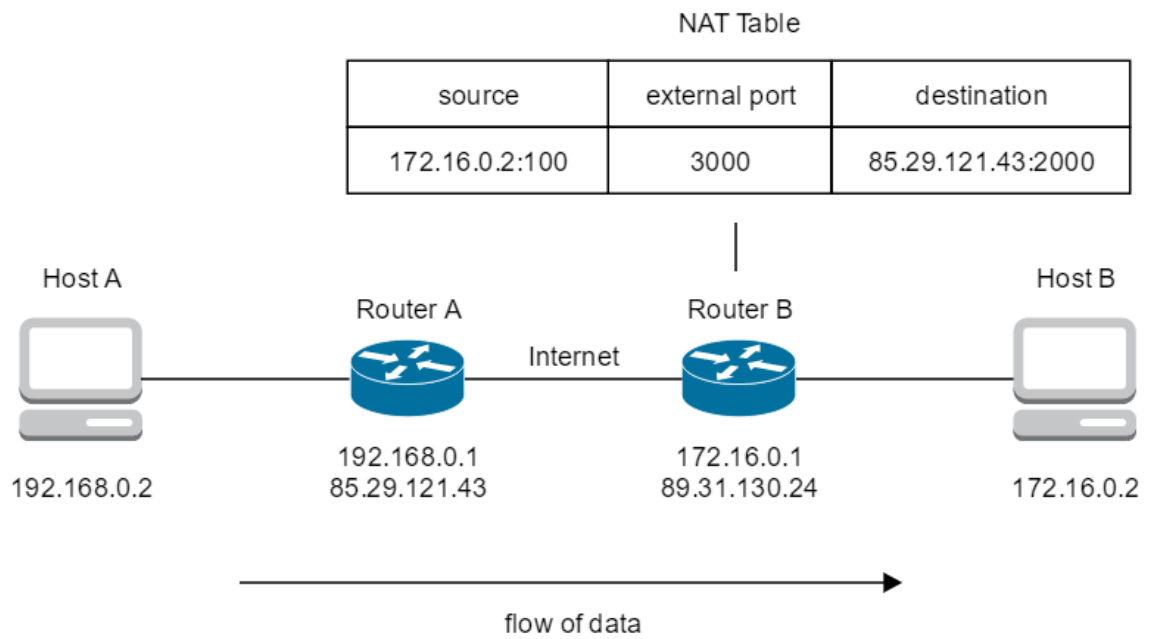 NAT Table
source external port destination
172.16.0.2:100 3000 85.29.121.43:2000
Host A
Host B
Router A
Router B
Internet
192.168.0.1
85.29.121.43
172.16.0.1
89.31.130.24
192.168.0.2
172.16.0.2
flow of data